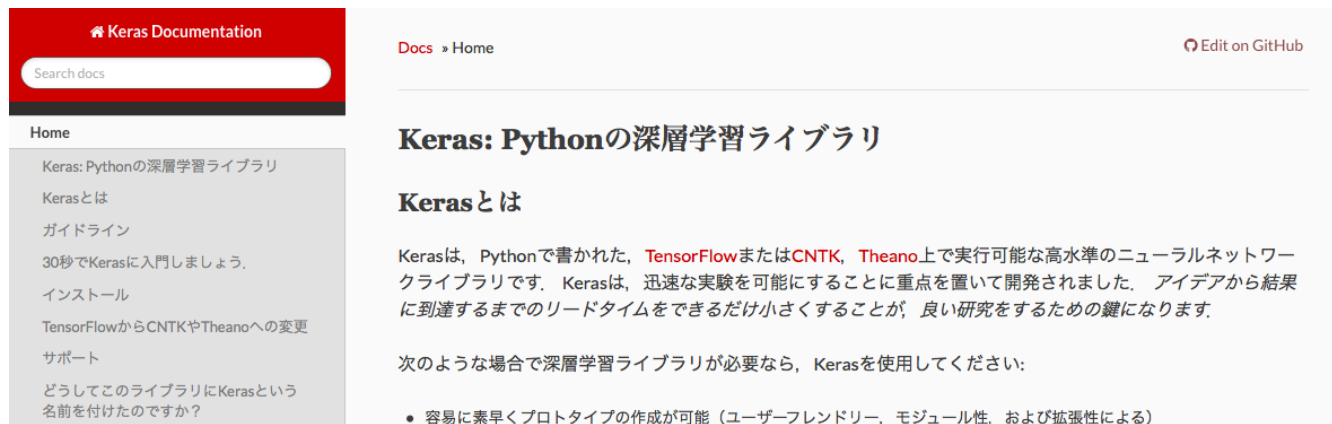 Keras Documentation
Search docs
Home
Keras: Pythonの深層学習ライブラリ
Kerasとは
ガイドライン
30秒でKerasに入門しましょう．
インストール
TensorFlowからCNTKやTheanoへの変更
サポート
どうしてこのライブラリにKerasという
名前を付けたのですか？
Docs » Home
Edit on GitHub
Keras: Pythonの深層学習ライブラリ
Kerasとは
Kerasは，Pythonで書かれた，TensorFlowまたはCNTK，Theano上で実行可能な高水準のニューラルネットワー
クライブラリです． Kerasは，迅速な実験を可能にすることに重点を置いて開発されました． アイデアから結果
に到達するまでのリードタイムをできるだけ小さくすることが，良い研究をするための鍵になります．
次のような場合で深層学習ライブラリが必要なら，Kerasを使用してください:
• 容易に素早くプロトタイプの作成が可能（ユーザーフレンドリー，モジュール性，および拡張性による）